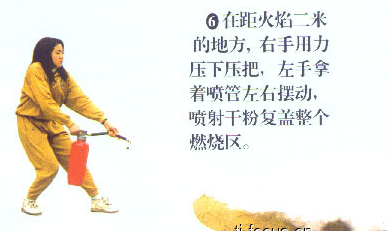 ❻在距火焰二米
的地方,右手用力
压下压把,左手拿
着喷管左右摆动,
喷射干粉复盖整个
燃烧区。